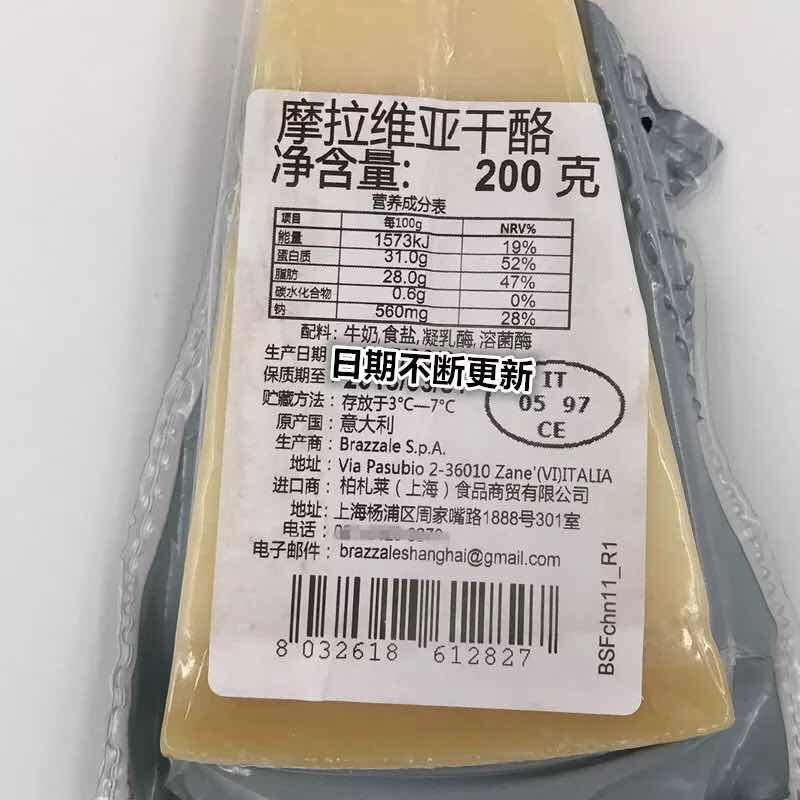 摩拉维亚干酪
净含量: 200 克
营养成分表
项目 每100g NRV%
能量 1573kJ 19%
蛋白质 31.0g 52%
脂肪 28.0g 47%
碳水化合物 0.6g 0%
钠 560mg 28%
配料: 牛奶,食盐,凝乳酶,溶菌酶
生产日期
日期不断更新
保质期至
贮藏方法: 存放于3°C—7°C
IT
05 97
CE
原产国: 意大利
生产商: Brazzale S.p.A.
地址: Via Pasubio 2-36010 Zane'(VI)ITALIA
进口商: 柏札莱（上海）食品商贸有限公司
地址: 上海杨浦区周家嘴路1888号301室
电话:
电子邮件: brazzaleshanghai@gmail.com
8 032618 612827
BSFchn11_R1